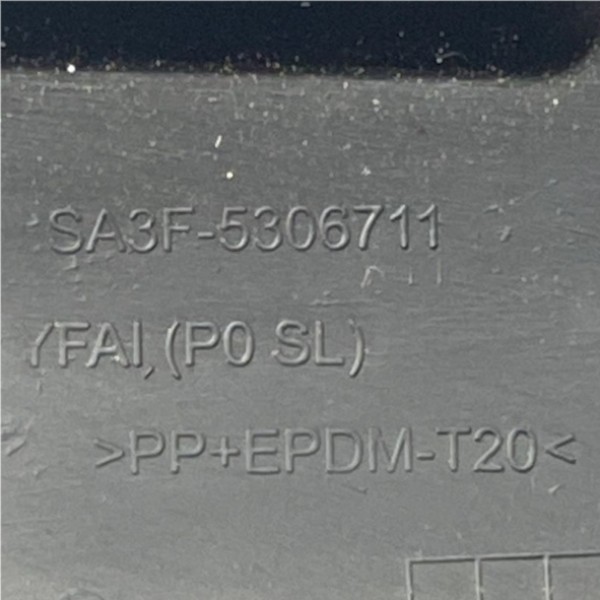 SA3F-5306711
YFAI, (P0 SL)
>PP+EPDM-T20<